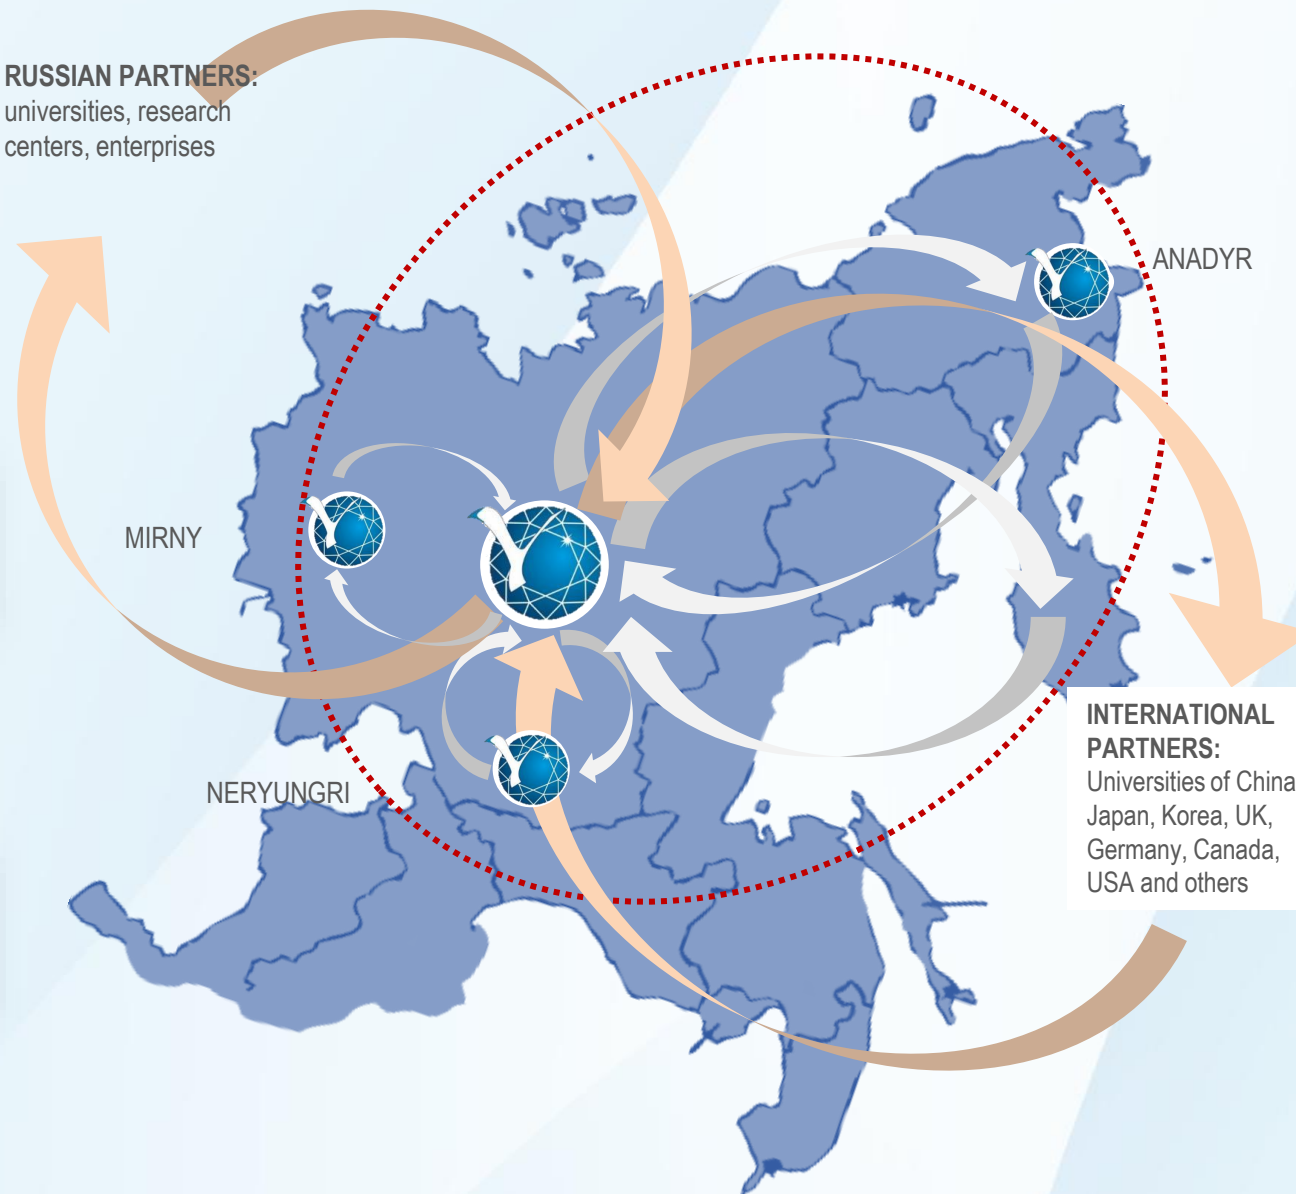 RUSSIAN PARTNERS:
universities, research
centers, enterprises
ANADYR
MIRNY
NERYUNGRI
INTERNATIONAL
PARTNERS:
Universities of China
Japan, Korea, UK,
Germany, Canada,
USA and others